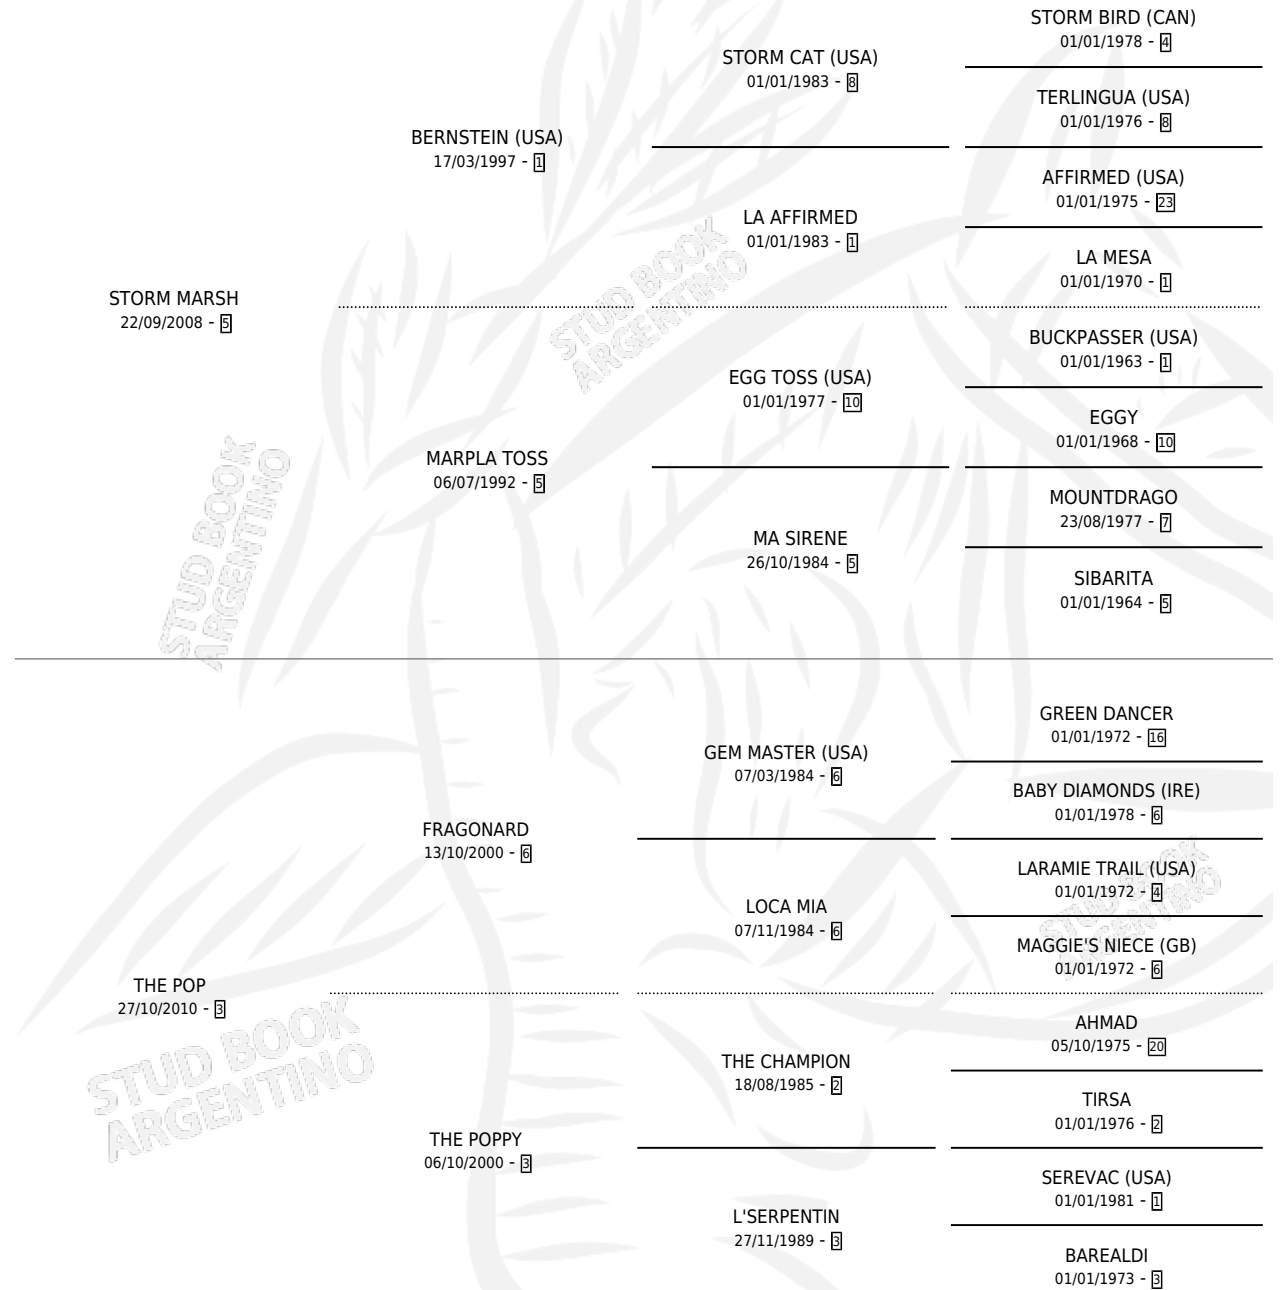 STORM BIRD (CAN)
01/01/1978 - 4
STORM CAT (USA)
01/01/1983 - 8
TERLINGUA (USA)
01/01/1976 - 8
BERNSTEIN (USA)
17/03/1997 - 1
AFFIRMED (USA)
01/01/1975 - 23
LA AFFIRMED
01/01/1983 - 1
LA MESA
01/01/1970 - 1
STORM MARSH
22/09/2008 - 5
BUCKPASSER (USA)
01/01/1963 - 1
EGG TOSS (USA)
01/01/1977 - 10
EGGY
01/01/1968 - 10
MARPLA TOSS
06/07/1992 - 5
MOUNTDRAGO
23/08/1977 - 7
MA SIRENE
26/10/1984 - 5
SIBARITA
01/01/1964 - 5
GREEN DANCER
01/01/1972 - 16
GEM MASTER (USA)
07/03/1984 - 6
BABY DIAMONDS (IRE)
01/01/1978 - 6
FRAGONARD
13/10/2000 - 6
LARAMIE TRAIL (USA)
01/01/1972 - 4
LOCA MIA
07/11/1984 - 6
MAGGIE'S NIECE (GB)
01/01/1972 - 6
THE POP
27/10/2010 - 3
AHMAD
05/10/1975 - 20
THE CHAMPION
18/08/1985 - 2
TIRSA
01/01/1976 - 2
THE POPPY
06/10/2000 - 3
SEREVAC (USA)
01/01/1981 - 1
L'SERPENTIN
27/11/1989 - 3
BAREALDI
01/01/1973 - 3
STUD BOOK
ARGENTINO
STUD BOOK
ARGENTINO
STUD BOOK
ARGENTINO
STUD BOOK
ARGENTINO